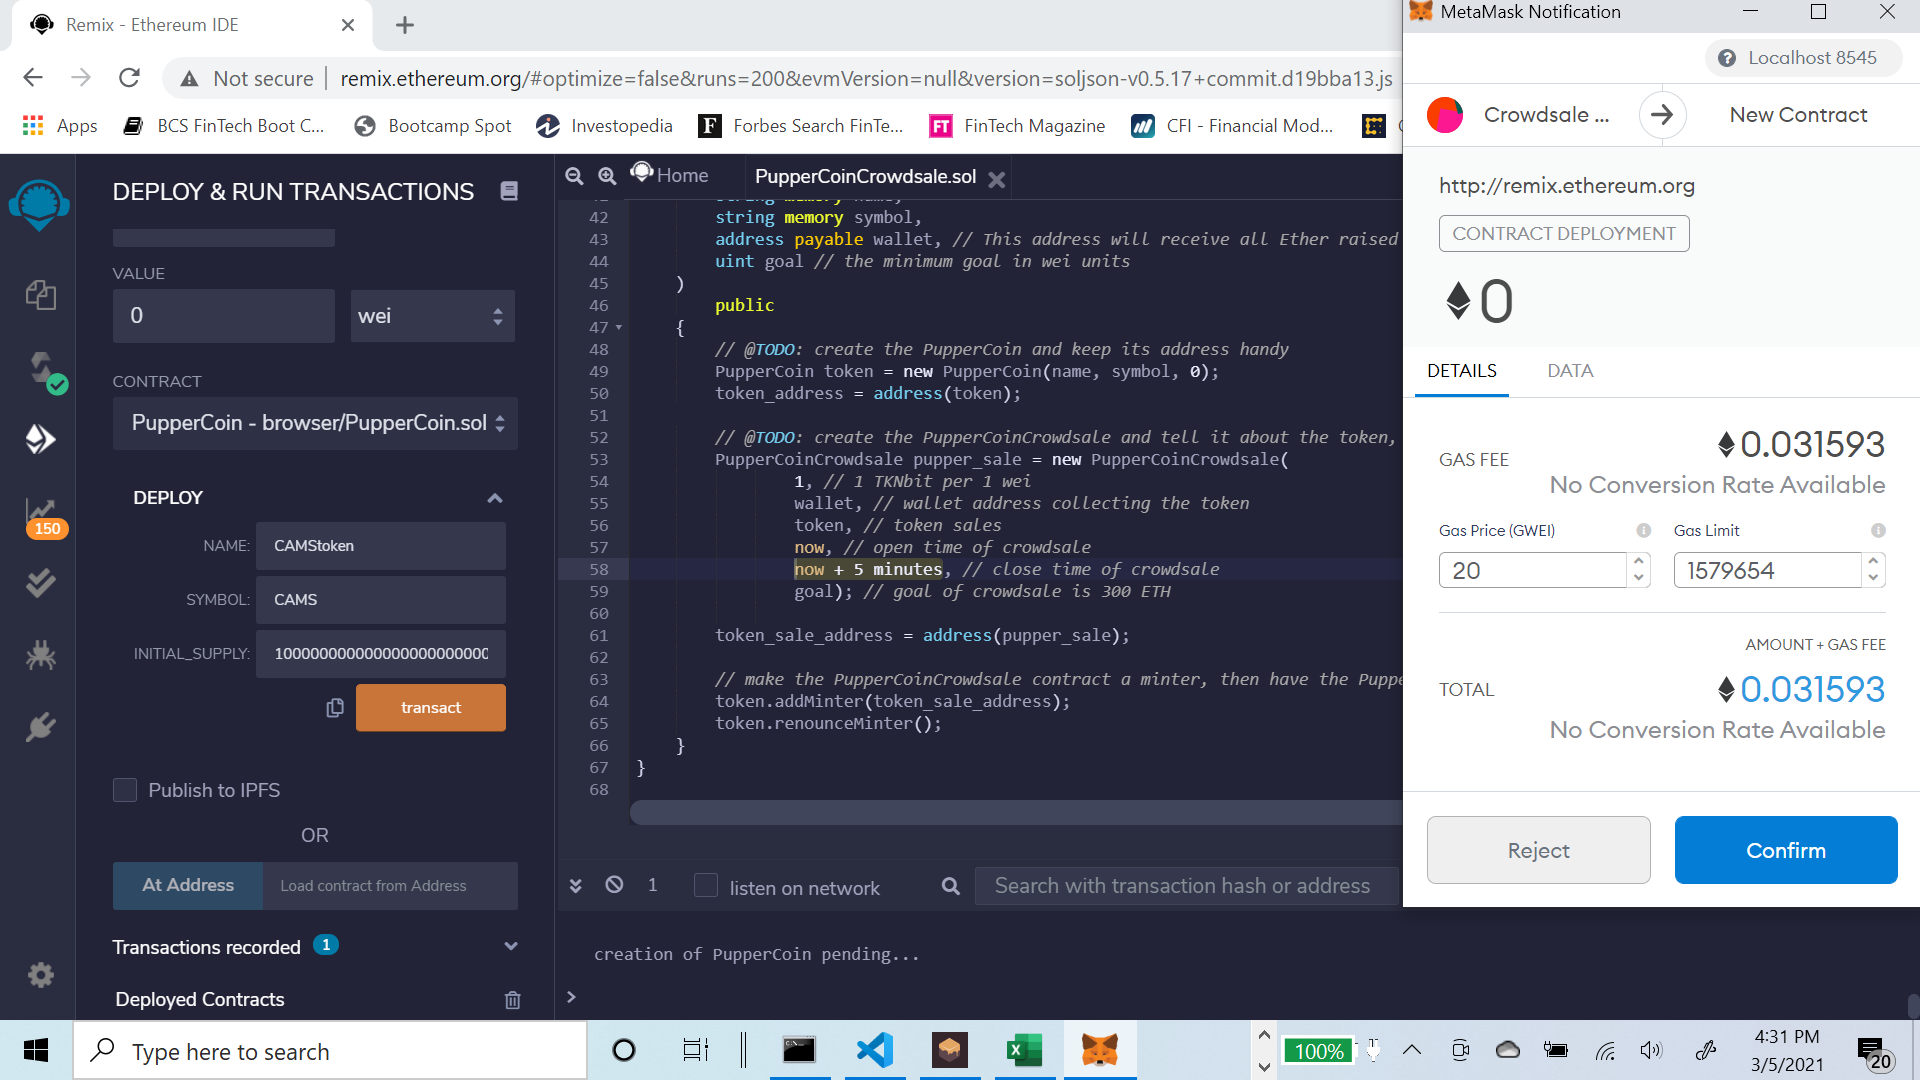 Remix - Ethereum IDE
MetaMask Notification
Not secure
remix.ethereum.org/#optimize=false&runs=200&evmVersion=null&version=soljson-v0.5.17+commit.d19bba13.js
Localhost 8545
Apps
BCS FinTech Boot C...
Bootcamp Spot
Investopedia
F
Forbes Search FinTe...
FT
FinTech Magazine
CFI - Financial Mod...
Crowdsale ...
New Contract
DEPLOY & RUN TRANSACTIONS
VALUE
0
wei
CONTRACT
PupperCoin - browser/PupperCoin.sol
DEPLOY
150
NAME:
CAMStoken
SYMBOL:
CAMS
INITIAL_SUPPLY:
transact
Publish to IPFS
OR
At Address
Load contract from Address
Transactions recorded
1
Deployed Contracts
Home
PupperCoinCrowdsale.sol
42 string memory symbol,
43 address payable wallet, // This address will receive all Ether raised
44 uint goal // the minimum goal in wei units
45 )
46 public
47 {
48 // @TODO: create the PupperCoin and keep its address handy
49 PupperCoin token = new PupperCoin(name, symbol, 0);
50 token_address = address(token);
51
52 // @TODO: create the PupperCoinCrowdsale and tell it about the token,
53 PupperCoinCrowdsale pupper_sale = new PupperCoinCrowdsale(
54 1, // 1 TKNbit per 1 wei
55 wallet, // wallet address collecting the token
56 token, // token sales
57 now, // open time of crowdsale
58 now + 5 minutes, // close time of crowdsale
59 goal); // goal of crowdsale is 300 ETH
60
61 token_sale_address = address(pupper_sale);
62
63 // make the PupperCoinCrowdsale contract a minter, then have the Puppe
64 token.addMinter(token_sale_address);
65 token.renounceMinter();
66 }
67 }
68
1
listen on network
Search with transaction hash or address
creation of PupperCoin pending...
>
http://remix.ethereum.org
CONTRACT DEPLOYMENT
0
DETAILS
DATA
GAS FEE
0.031593
No Conversion Rate Available
Gas Price (GWEI)
Gas Limit
20
1579654
AMOUNT + GAS FEE
TOTAL
0.031593
No Conversion Rate Available
Reject
Confirm
Type here to search
100%
4:31 PM
3/5/2021
20